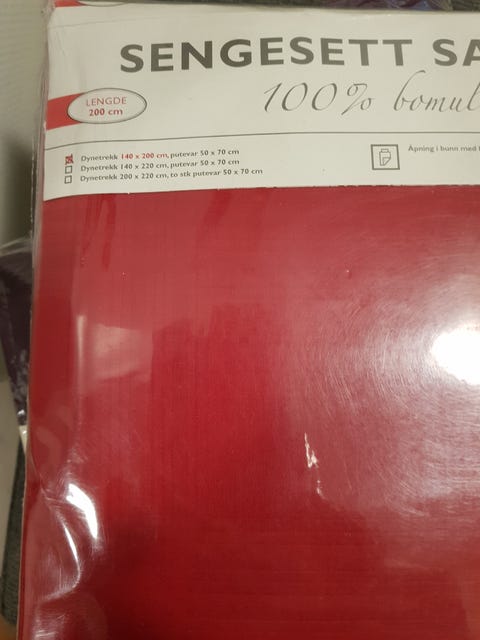 SENGESETT SA
100% bomul
LENGDE
200 cm
Dynetrekk 140 x 200 cm, putevar 50 x 70 cm
Dynetrekk 140 x 220 cm, putevar 50 x 70 cm
Dynetrekk 200 x 220 cm, to stk putevar 50 x 70 cm
Åpning i bunn med